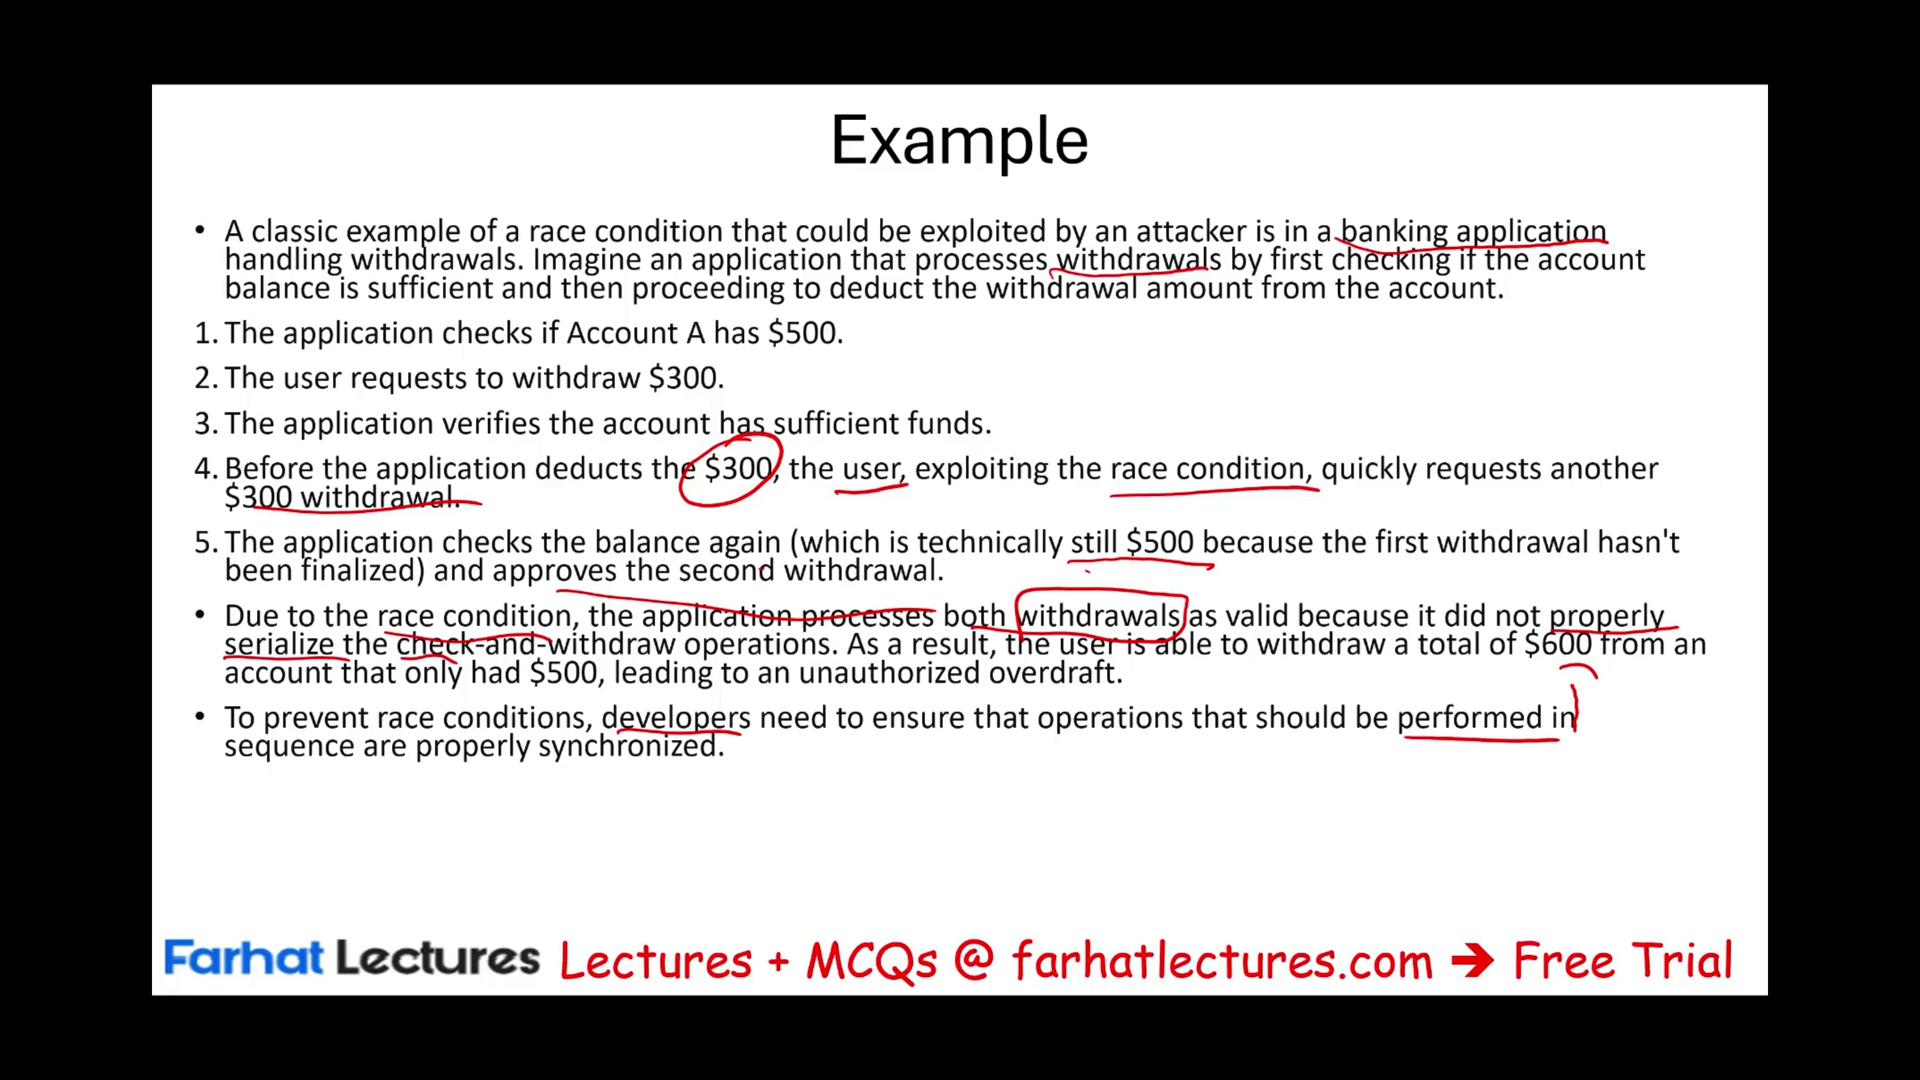 Example
• A classic example of a race condition that could be exploited by an attacker is in a banking application
handling withdrawals. Imagine an application that processes withdrawals by first checking if the account
balance is sufficient and then proceeding to deduct the withdrawal amount from the account.
1. The application checks if Account A has $500.
2. The user requests to withdraw $300.
3. The application verifies the account has sufficient funds.
4. Before the application deducts the $300, the user, exploiting the race condition, quickly requests another
$300 withdrawal.
5. The application checks the balance again (which is technically still $500 because the first withdrawal hasn't
been finalized) and approves the second withdrawal.
• Due to the race condition, the application processes both withdrawals as valid because it did not properly
serialize the check-and-withdraw operations. As a result, the user is able to withdraw a total of $600 from an
account that only had $500, leading to an unauthorized overdraft.
• To prevent race conditions, developers need to ensure that operations that should be performed in
sequence are properly synchronized.
Farhat Lectures Lectures + MCQs @ farhatlectures.com ➔ Free Trial